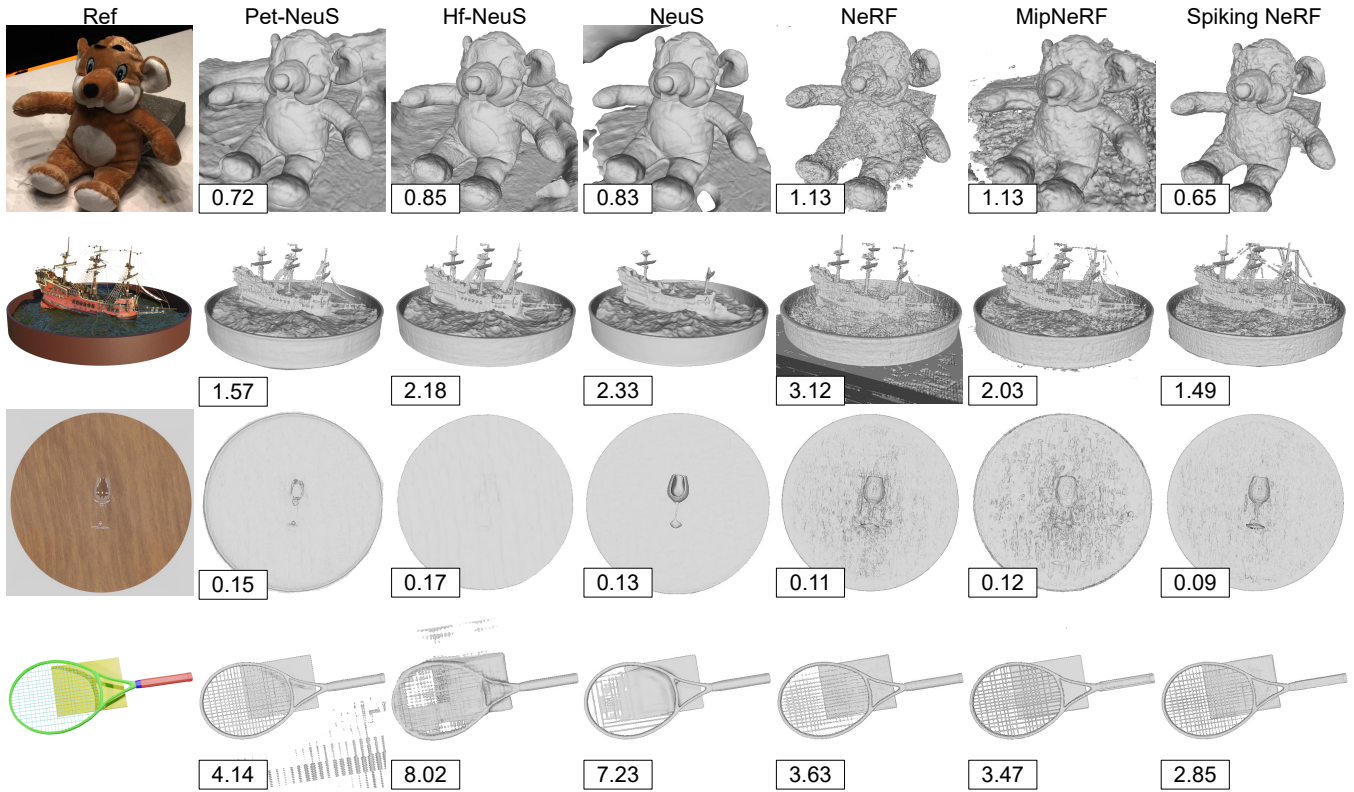 Ref Pet-NeuS Hf-NeuS NeuS NeRF MipNeRF Spiking NeRF
0.72 0.85 0.83 1.13 1.13 0.65
1.57 2.18 2.33 3.12 2.03 1.49
0.15 0.17 0.13 0.11 0.12 0.09
4.14 8.02 7.23 3.63 3.47 2.85